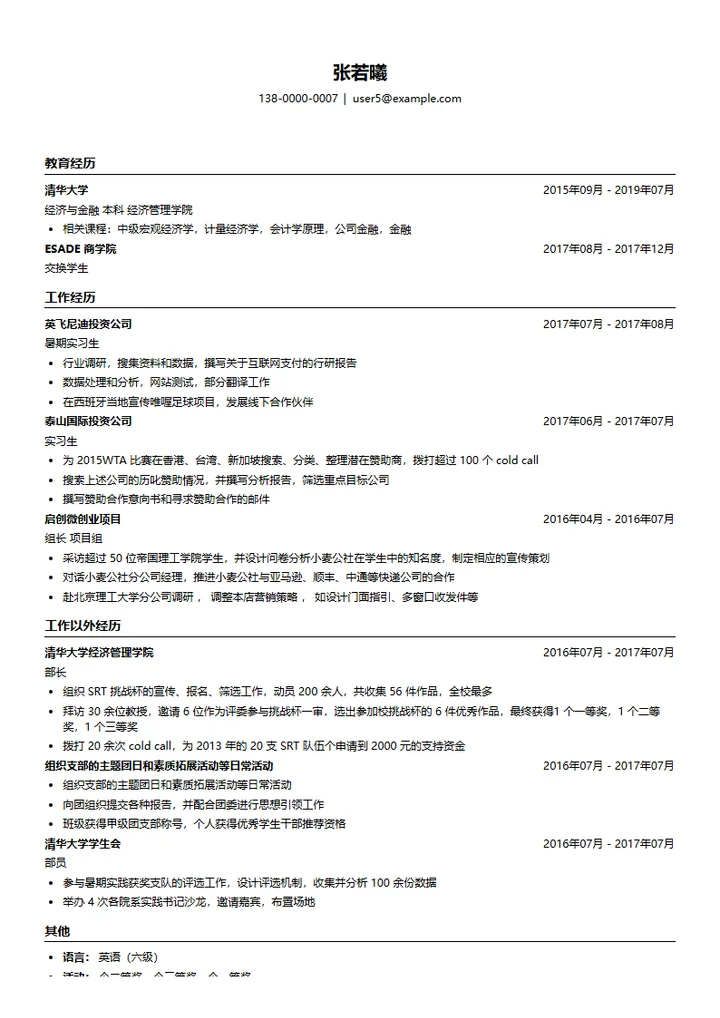 张若曦
138-0000-0007 | user5@example.com
教育经历
清华大学 2015年09月 - 2019年07月
经济与金融 本科 经济管理学院
• 相关课程：中级宏观经济学，计量经济学，会计学原理，公司金融，金融
ESADE 商学院 2017年08月 - 2017年12月
交换学生
工作经历
英飞尼迪投资公司 2017年07月 - 2017年08月
暑期实习生
• 行业调研，搜集资料和数据，撰写关于互联网支付的行研报告
• 数据处理和分析，网站测试，部分翻译工作
• 在西班牙当地宣传唯喔足球项目，发展线下合作伙伴
泰山国际投资公司 2017年06月 - 2017年07月
实习生
• 为 2015WTA 比赛在香港、台湾、新加坡搜索、分类、整理潜在赞助商，拨打超过 100 个 cold call
• 搜索上述公司的历叱赞助情况，并撰写分析报告，筛选重点目标公司
• 撰写赞助合作意向书和寻求赞助合作的邮件
启创微创业项目 2016年04月 - 2016年07月
组长 项目组
• 采访超过 50 位帝国理工学院学生，并设计问卷分析小麦公社在学生中的知名度，制定相应的宣传策划
• 对话小麦公社分公司经理，推进小麦公社与亚马逊、顺丰、中通等快递公司的合作
• 赴北京理工大学分公司调研 ， 调整本店营销策略 ， 如设计门面指引、多窗口收发件等
工作以外经历
清华大学经济管理学院 2016年07月 - 2017年07月
部长
• 组织 SRT 挑战杯的宣传、报名、筛选工作，动员 200 余人，共收集 56 件作品，全校最多
• 拜访 30 余位教授，邀请 6 位作为评委参与挑战杯一审，选出参加校挑战杯的 6 件优秀作品，最终获得1 个一等奖，1 个二等
奖，1 个三等奖
• 拨打 20 余次 cold call，为 2013 年的 20 支 SRT 队伍个申请到 2000 元的支持资金
组织支部的主题团日和素质拓展活动等日常活动 2016年07月 - 2017年07月
• 组织支部的主题团日和素质拓展活动等日常活动
• 向团组织提交各种报告，并配合团委进行思想引领工作
• 班级获得甲级团支部称号，个人获得优秀学生干部推荐资格
清华大学学生会 2016年07月 - 2017年07月
部员
• 参与暑期实践获奖支队的评选工作，设计评选机制，收集并分析 100 余份数据
• 举办 4 次各院系实践书记沙龙，邀请嘉宾，布置场地
其他
• 语言： 英语（六级）